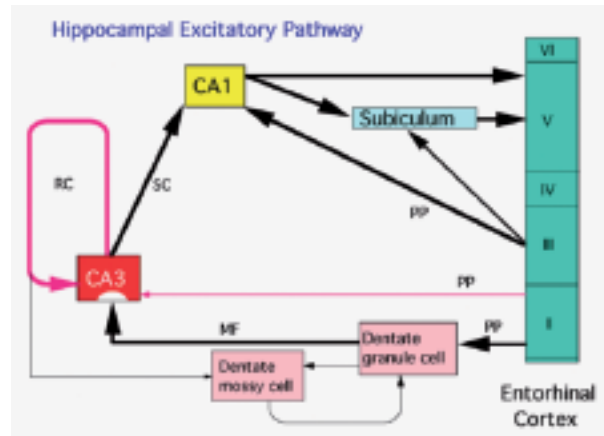 Hippocampal Excitatory Pathway
VI
CA1
Subiculum
V
RC
SC
IV
PP
III
CA3
PP
MF
Dentate
granule cell
PP
Dentate
mossy cell
Entorhinal
Cortex